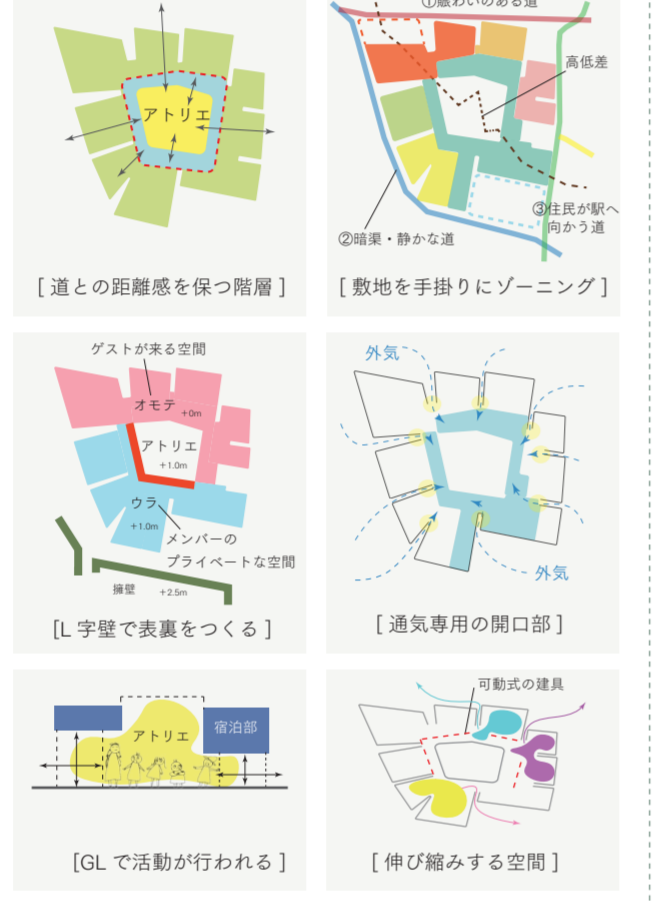 ①賑わいのある道
アトリエ
高低差
②暗渠・静かな道
③住民が駅へ
向かう道
[ 道との距離感を保つ階層 ]
[ 敷地を手掛りにゾーニング ]
ゲストが来る空間
オモテ +0m
アトリエ
+1.0m
ウラ
+1.0m
メンバーの
プライベートな空間
擁壁 +2.5m
[L 字壁で表裏をつくる ]
外気
外気
[ 通気専用の開口部 ]
アトリエ
宿泊部
[GL で活動が行われる ]
可動式の建具
[ 伸び縮みする空間 ]